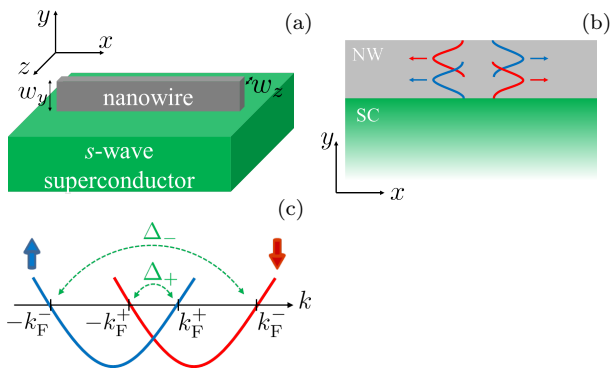 (a)
y
x
z
w_y
nanowire
w_z
s-wave
superconductor
(b)
NW
SC
y
x
(c)
Δ_−
Δ_+
k
−k_F^−
−k_F^+
k_F^+
k_F^−